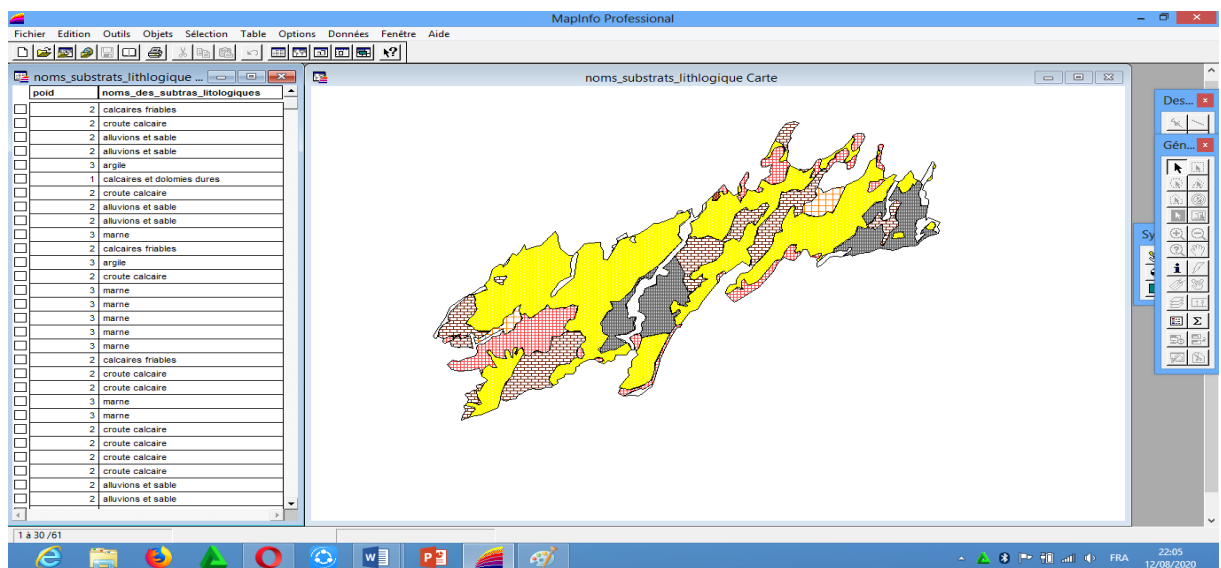 MapInfo Professional
Fichier Edition Outils Objets Sélection Table Options Données Fenêtre Aide
noms_substrats_lithlogique ...
poid noms_des_subtras_litologiques
2 calcaires friables
2 croute calcaire
2 alluvions et sable
2 alluvions et sable
3 argile
1 calcaires et dolomies dures
2 croute calcaire
2 alluvions et sable
2 alluvions et sable
3 marne
2 calcaires friables
3 argile
2 croute calcaire
3 marne
3 marne
3 marne
3 marne
3 marne
2 calcaires friables
2 croute calcaire
2 croute calcaire
3 marne
3 marne
2 croute calcaire
2 croute calcaire
2 croute calcaire
2 croute calcaire
2 alluvions et sable
2 alluvions et sable
noms_substrats_lithlogique Carte
Des...
Gén...
Sy
1 à 30 /61
FRA
22:05
12/08/2020